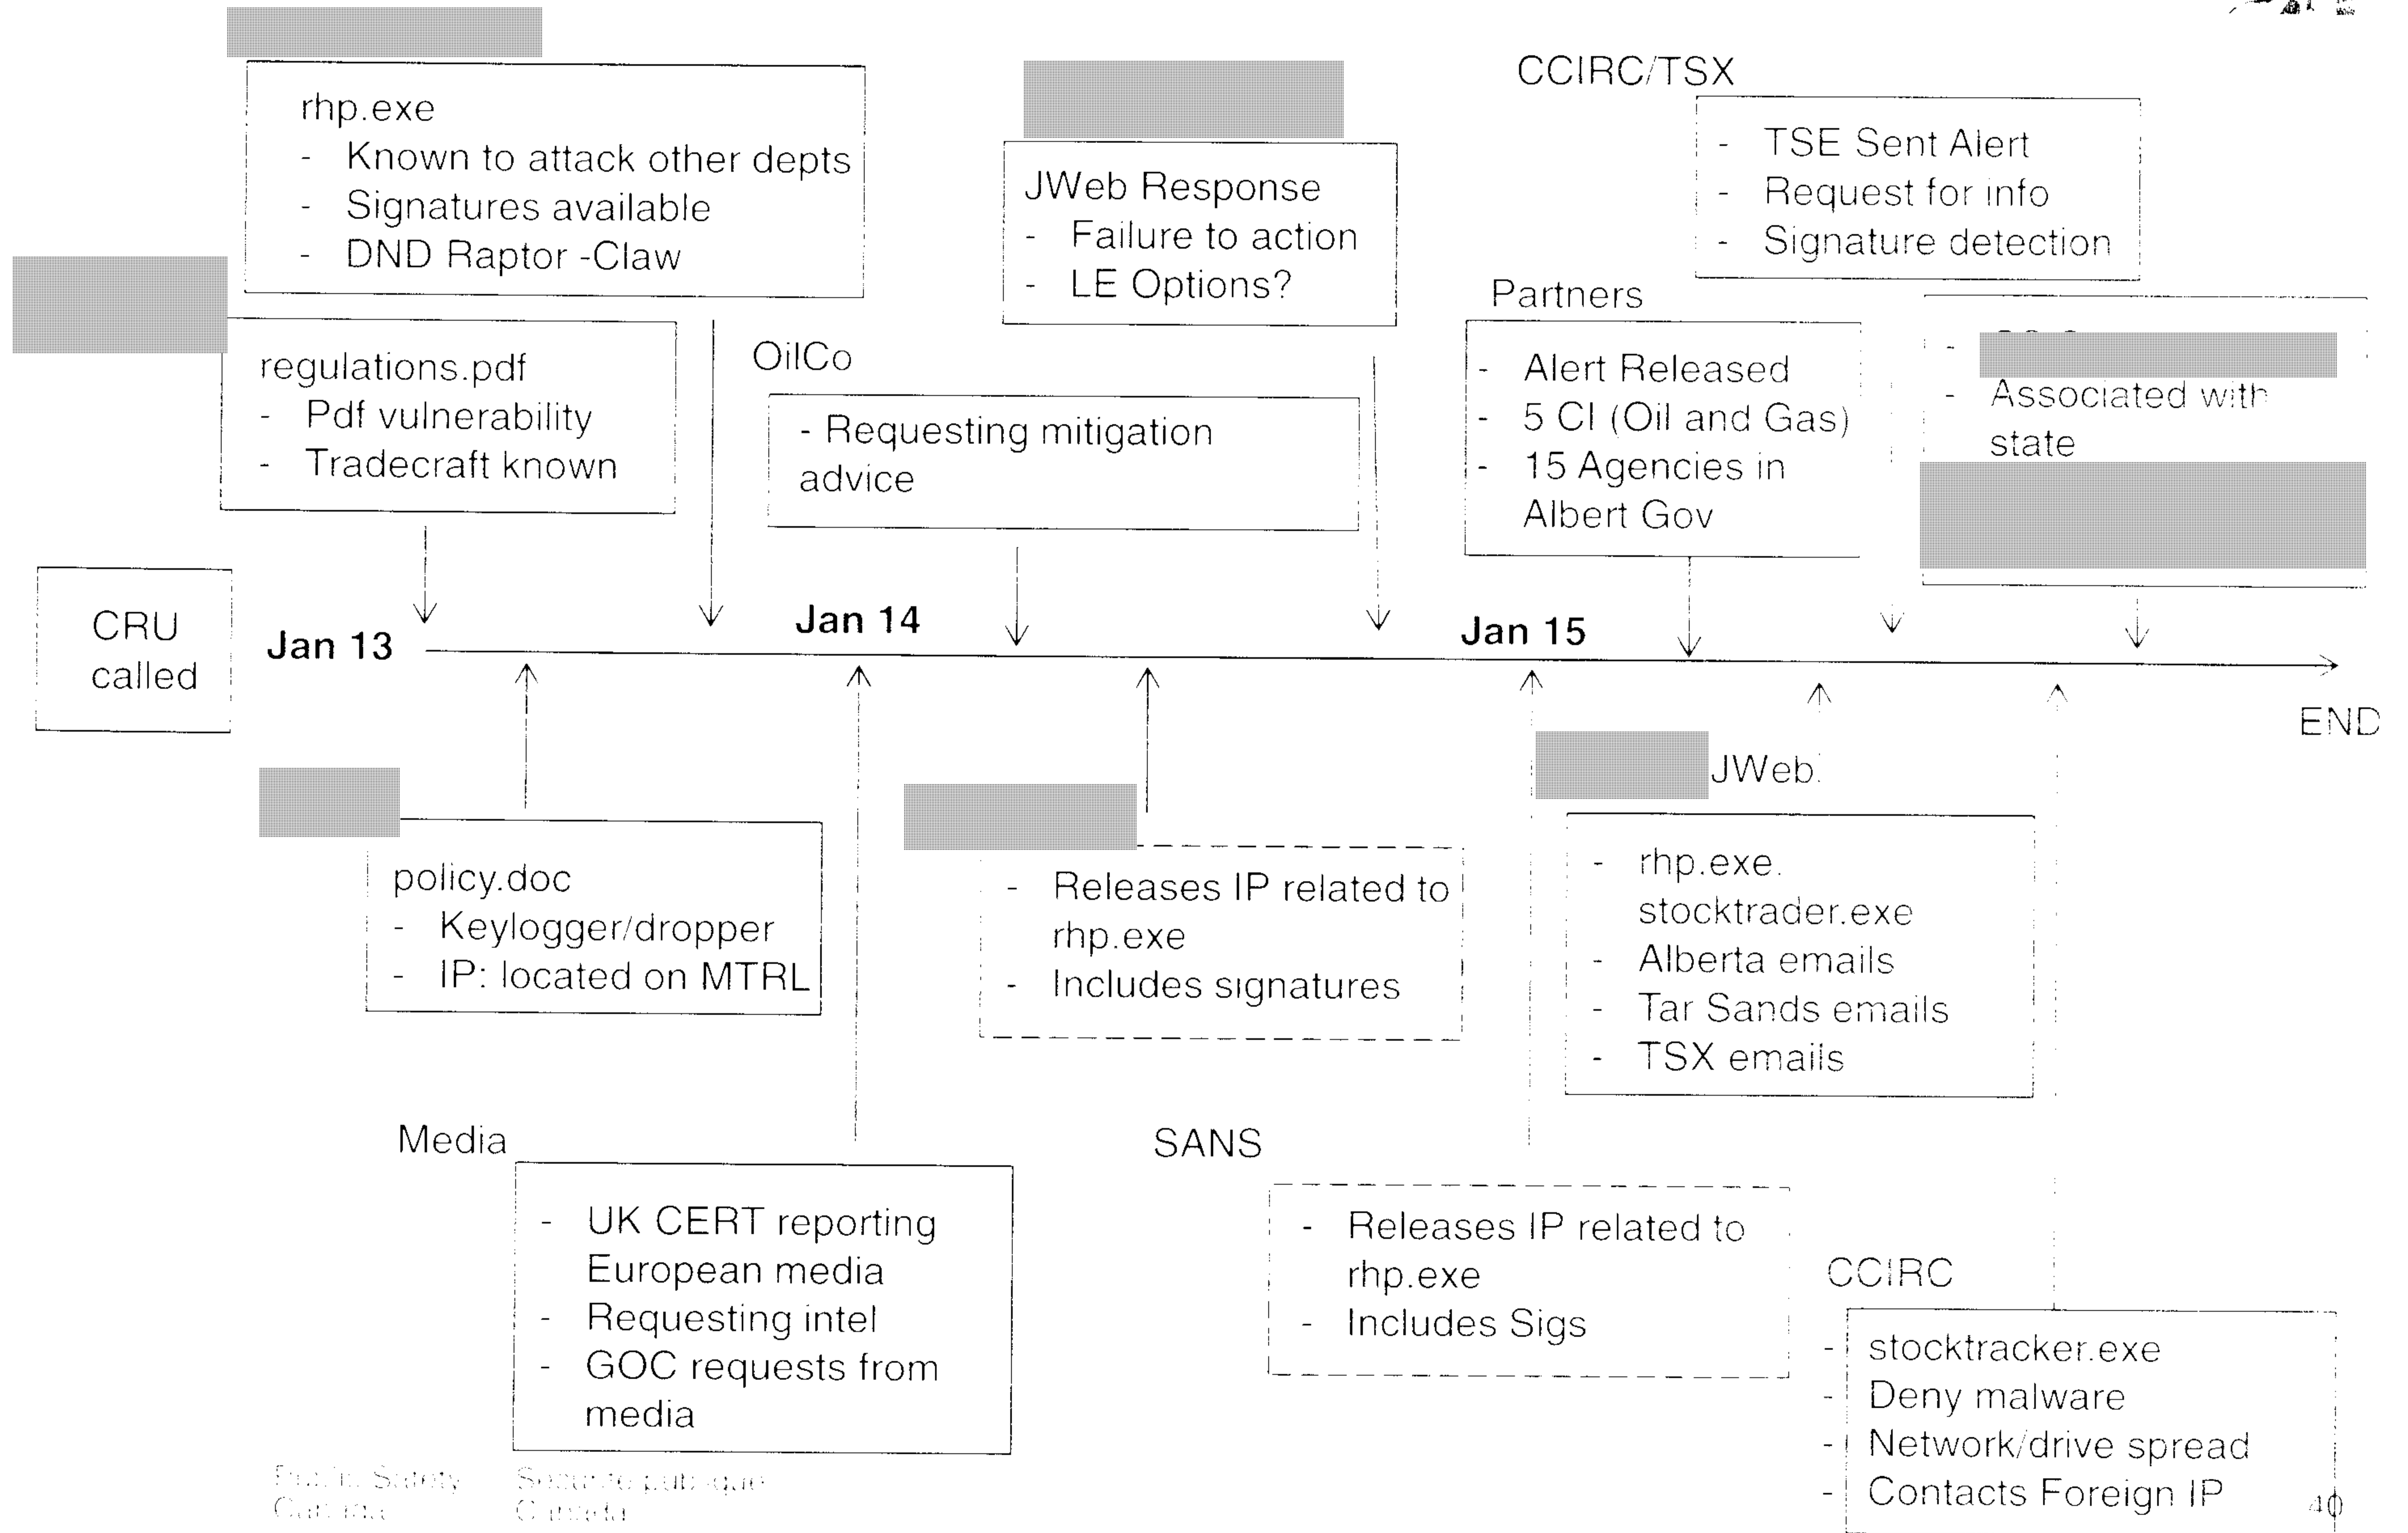 CCIRC/TSX
rhp.exe
- Known to attack other depts
- Signatures available
- DND Raptor -Claw
JWeb Response
- Failure to action
- LE Options?
- TSE Sent Alert
- Request for info
- Signature detection
regulations.pdf
- Pdf vulnerability
- Tradecraft known
OilCo
- Requesting mitigation
advice
Partners
- Alert Released
- 5 CI (Oil and Gas)
- 15 Agencies in
Albert Gov
-
- Associated with
state
CRU
called
Jan 13
Jan 14
Jan 15
END
policy.doc
- Keylogger/dropper
- IP: located on MTRL
- Releases IP related to
rhp.exe
- Includes signatures
JWeb
- rhp.exe.
stocktrader.exe
- Alberta emails
- Tar Sands emails
- TSX emails
Media
- UK CERT reporting
European media
- Requesting intel
- GOC requests from
media
SANS
- Releases IP related to
rhp.exe
- Includes Sigs
CCIRC
- stocktracker.exe
- Deny malware
- Network/drive spread
- Contacts Foreign IP
Public Safety
Canada
Sécurité publique
Canada
40